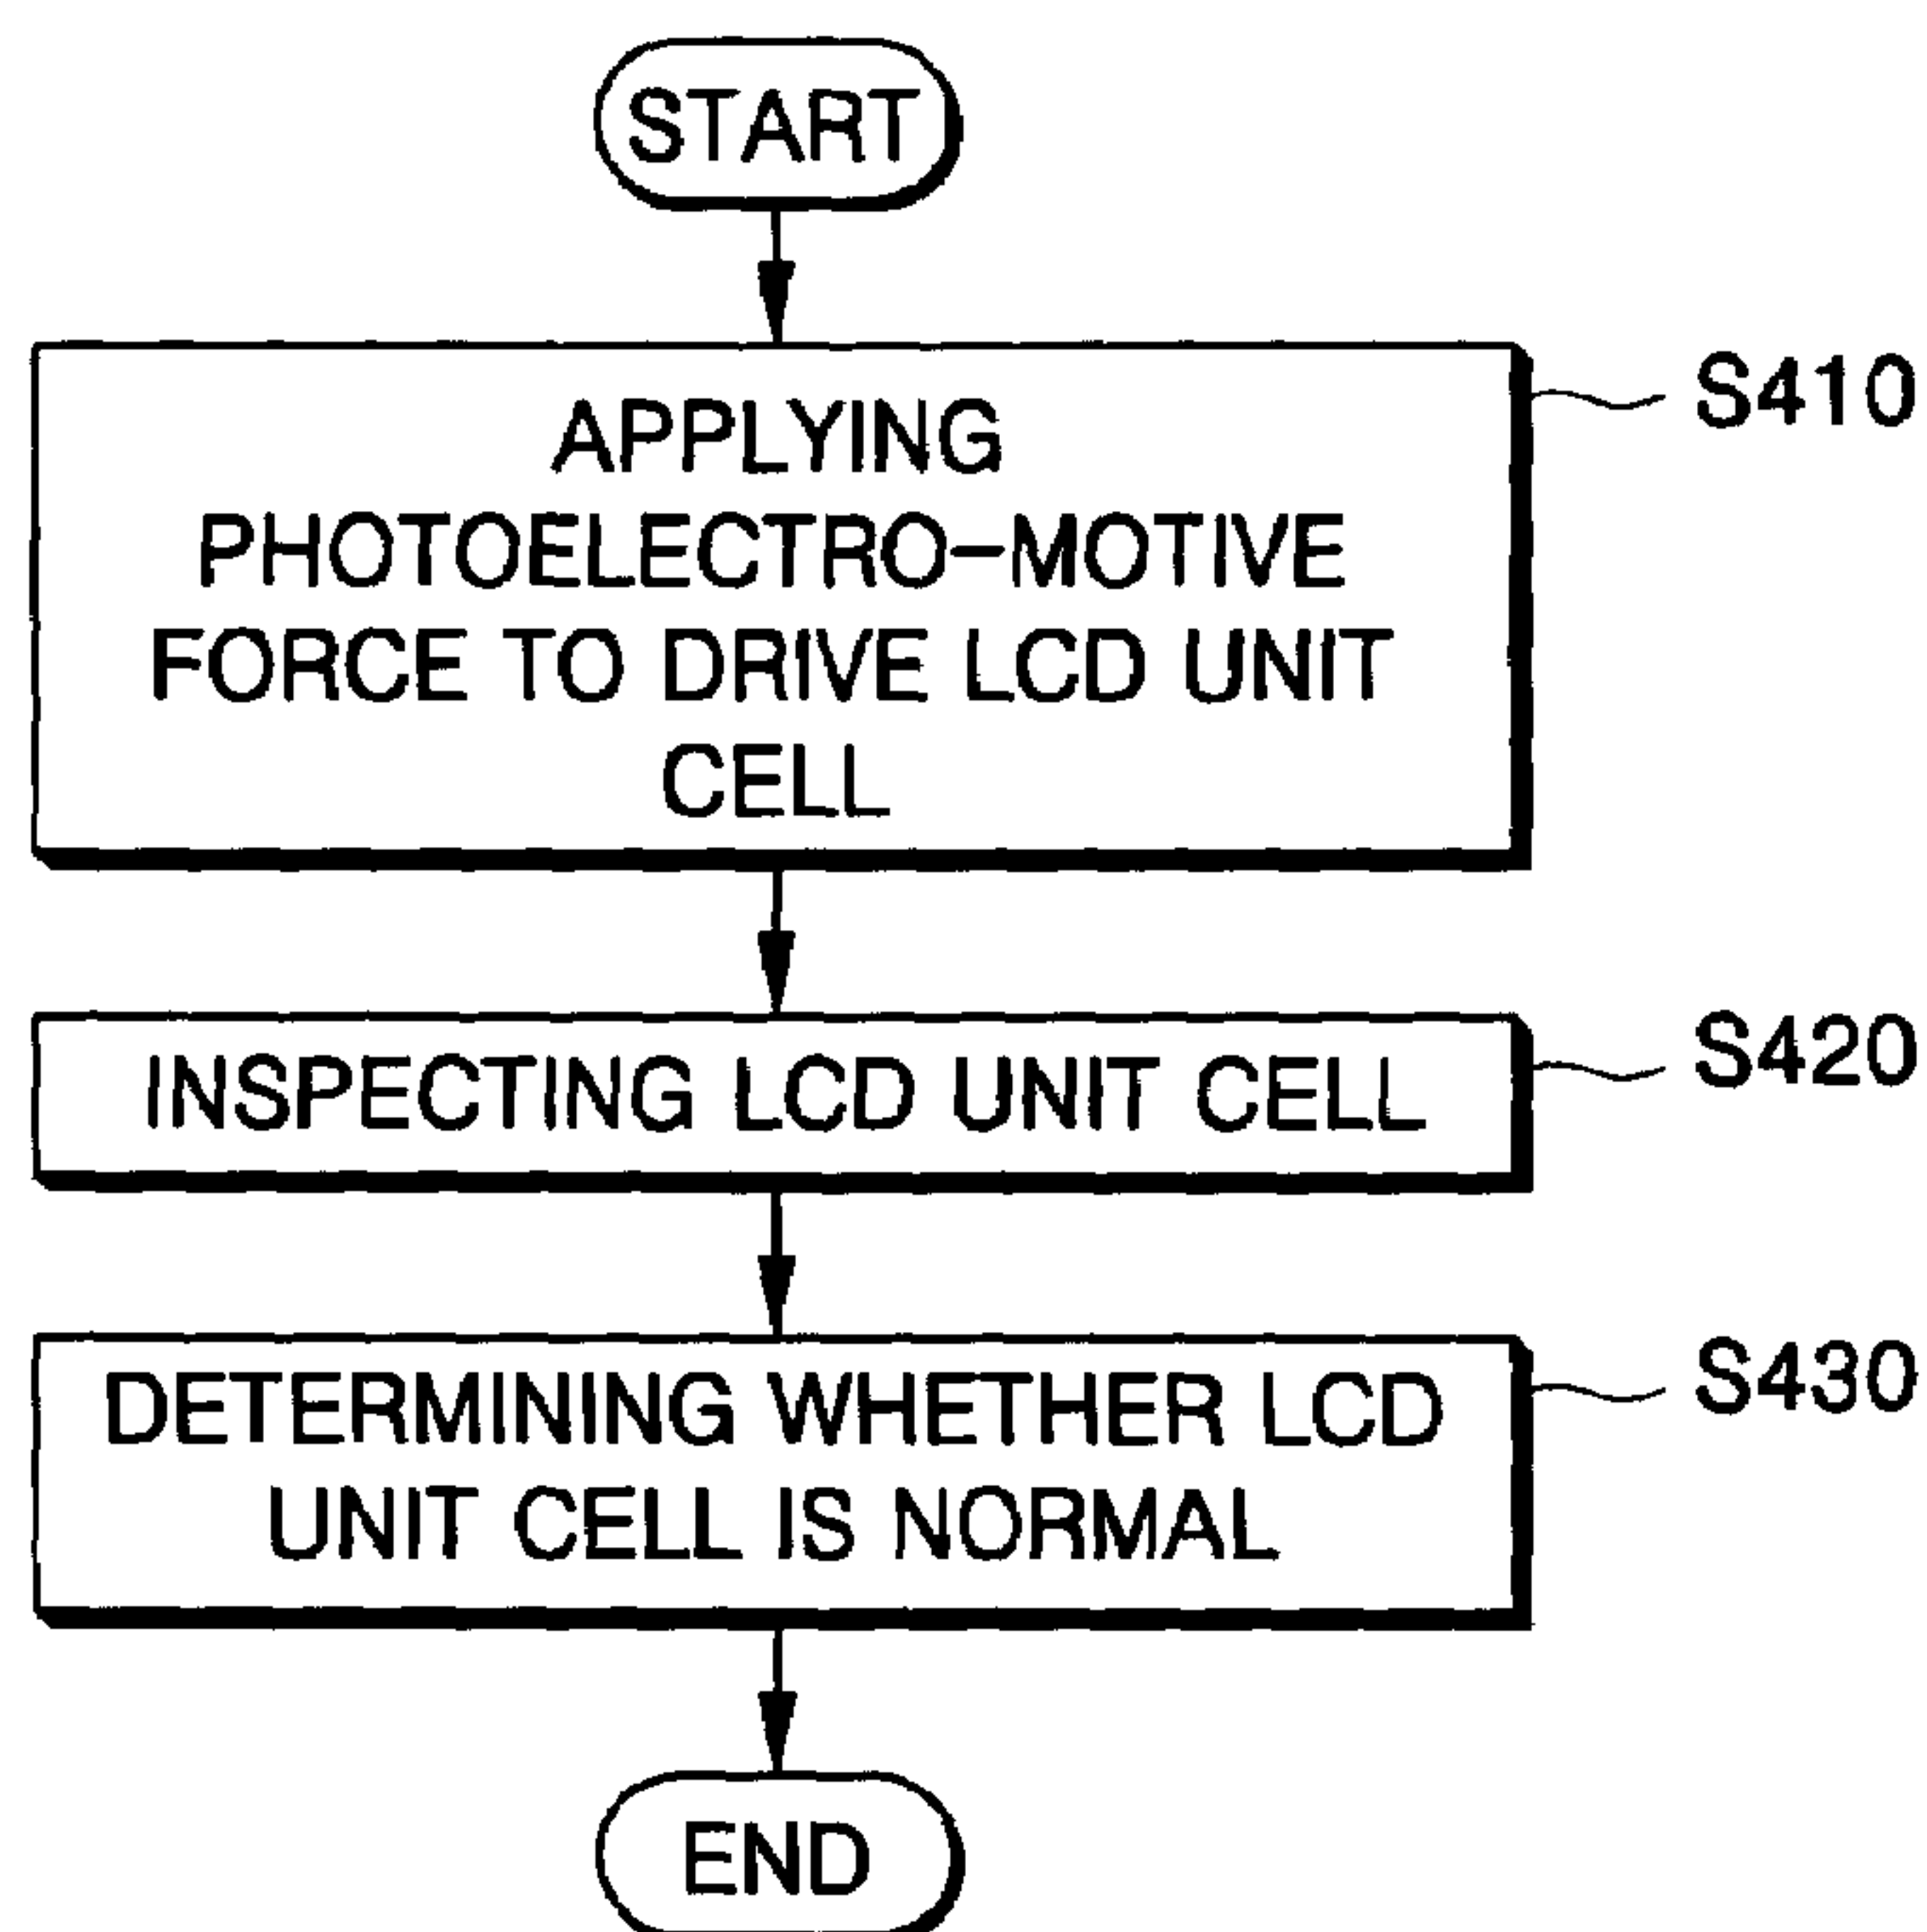 START
APPLYING
PHOTOELECTRO-MOTIVE
FORCE TO DRIVE LCD UNIT
CELL
S410
INSPECTING LCD UNIT CELL
S420
DETERMINING WHETHER LCD
UNIT CELL IS NORMAL
S430
END